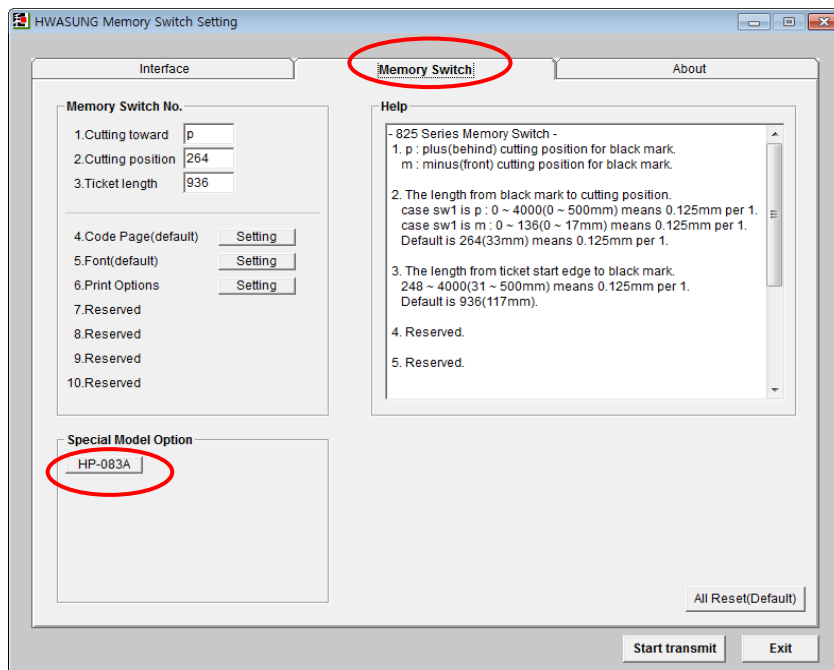 HWASUNG Memory Switch Setting
Interface
Memory Switch
About
Memory Switch No.
1.Cutting toward p
2.Cutting position 264
3.Ticket length 936
4.Code Page(default) Setting
5.Font(default) Setting
6.Print Options Setting
7.Reserved
8.Reserved
9.Reserved
10.Reserved
Help
- 825 Series Memory Switch -
1. p : plus(behind) cutting position for black mark.
m : minus(front) cutting position for black mark.
2. The length from black mark to cutting position.
case sw1 is p : 0 ~ 4000(0 ~ 500mm) means 0.125mm per 1.
case sw1 is m : 0 ~ 136(0 ~ 17mm) means 0.125mm per 1.
Default is 264(33mm) means 0.125mm per 1.
3. The length from ticket start edge to black mark.
248 ~ 4000(31 ~ 500mm) means 0.125mm per 1.
Default is 936(117mm).
4. Reserved.
5. Reserved.
Special Model Option
HP-083A
All Reset(Default)
Start transmit
Exit